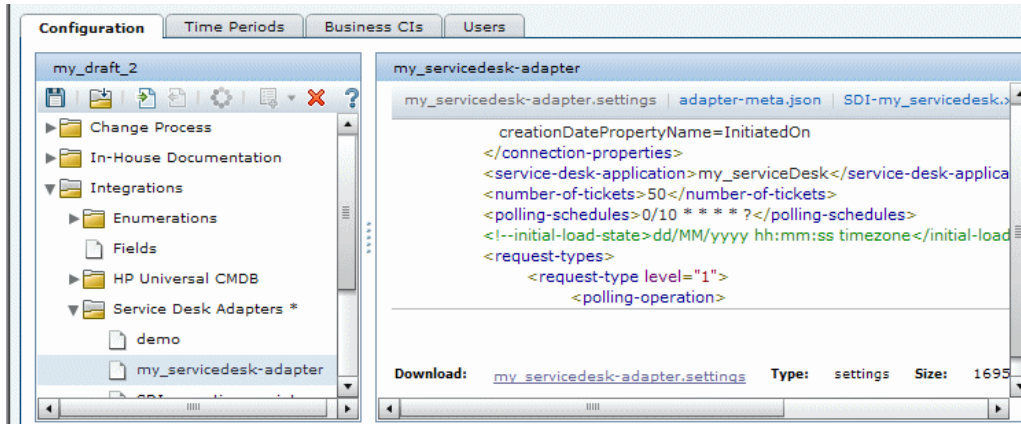 Configuration Time Periods Business CIs Users
my_draft_2
Change Process
In-House Documentation
Integrations
Enumerations
Fields
HP Universal CMDB
Service Desk Adapters *
demo
my_servicedesk-adapter
my_servicedesk-adapter
my_servicedesk-adapter.settings | adapter-meta.json | SDI-my_servicedesk.x
creationDatePropertyName=InitiatedOn
</connection-properties>
<service-desk-application>my_serviceDesk</service-desk-applica
<number-of-tickets>50</number-of-tickets>
<polling-schedules>0/10 * * * * ?</polling-schedules>
<!--initial-load-state>dd/MM/yyyy hh:mm:ss timezone</initial-load
<request-types>
<request-type level="1">
<polling-operation>
Download: my_servicedesk-adapter.settings Type: settings Size: 1695